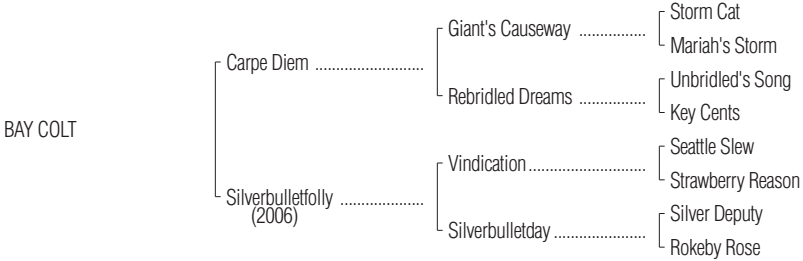 Storm Cat
Giant's Causeway ................
Mariah's Storm
Carpe Diem ..........................
Unbridled's Song
Rebridled Dreams ................
Key Cents
BAY COLT
Seattle Slew
Vindication............................
Strawberry Reason
Silverbulletfolly ....................
(2006)
Silver Deputy
Silverbulletday ......................
Rokeby Rose